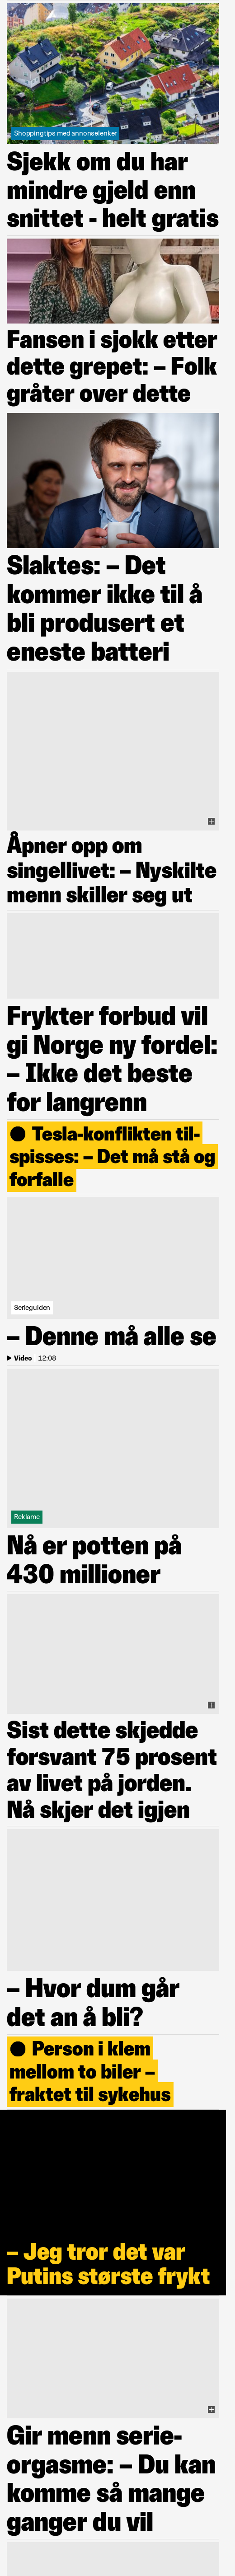 Shoppingtips med annonselenker
Sjekk om du har
mindre gjeld enn
snittet - helt gratis
Fansen i sjokk etter
dette grepet: – Folk
gråter over dette
Slaktes: – Det
kommer ikke til å
bli produsert et
eneste batteri
Åpner opp om
singellivet: – Nyskilte
menn skiller seg ut
Frykter forbud vil
gi Norge ny fordel:
– Ikke det beste
for langrenn
● Tesla-konflikten til-
spisses: – Det må stå og
forfalle
Serieguiden
– Denne må alle se
Video | 12:08
Reklame
Nå er potten på
430 millioner
Sist dette skjedde
forsvant 75 prosent
av livet på jorden.
Nå skjer det igjen
– Hvor dum går
det an å bli?
● Person i klem
mellom to biler –
fraktet til sykehus
– Jeg tror det var
Putins største frykt
Gir menn serie-
orgasme: – Du kan
komme så mange
ganger du vil